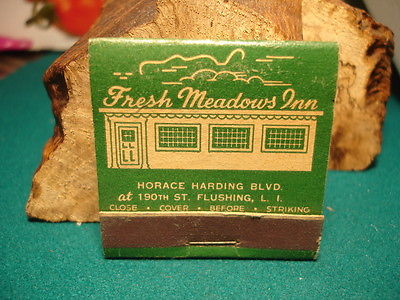 Fresh Meadows Inn
HORACE HARDING BLVD.
at 190TH ST. FLUSHING, L. I.
CLOSE • COVER • BEFORE • STRIKING